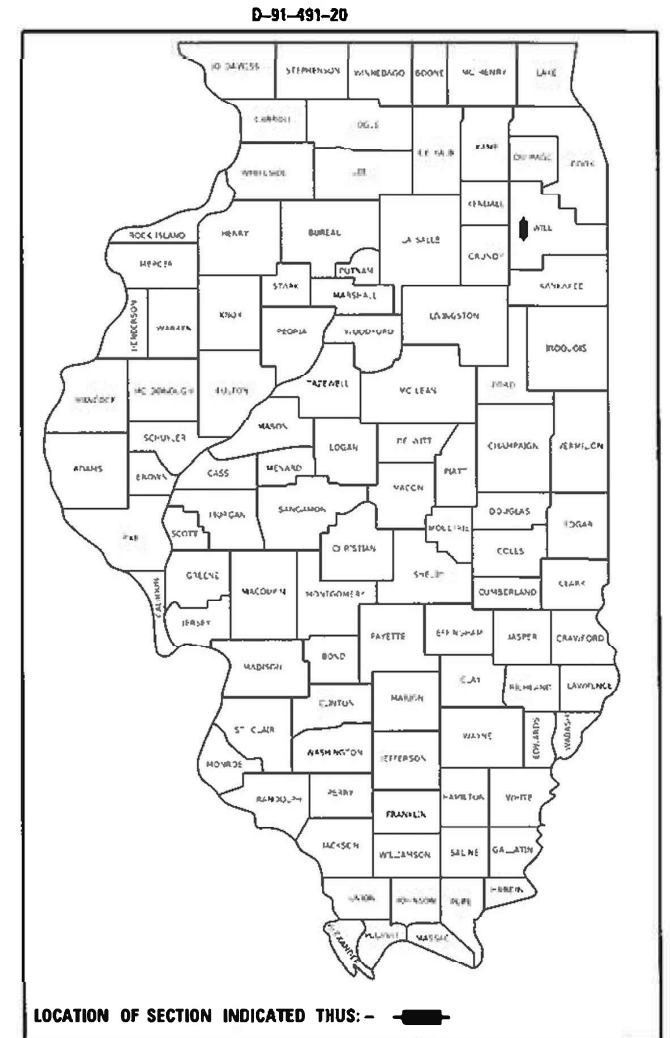 D-91-491-20
JO DAVIESS STEPHENSON WINNEBAGO BOONE MC HENRY LAKE
CARROLL OGLE
DE KALB KANE DU PAGE COOK
WHITESIDE LEE
KENDALL
ROCK ISLAND HENRY BUREAU LA SALLE WILL
GRUNDY
MERCER PUTNAM
STARK KANKAKEE
MARSHALL
HENDERSON WARREN KNOX PEORIA WOODFORD LIVINGSTON
IROQUOIS
HANCOCK MC DONOUGH FULTON TAZEWELL MC LEAN FORD
MASON
SCHUYLER LOGAN DE WITT CHAMPAIGN VERMILION
ADAMS BROWN CASS MENARD PIATT
MACON
PIKE SCOTT MORGAN SANGAMON DOUGLAS EDGAR
MOULTRIE
CHRISTIAN COLES
CALHOUN GREENE MACOUPIN MONTGOMERY SHELBY CLARK
CUMBERLAND
JERSEY
FAYETTE EFFINGHAM JASPER CRAWFORD
MADISON BOND
CLAY RICHLAND LAWRENCE
CLINTON MARION
ST. CLAIR WAYNE EDWARDS WABASH
WASHINGTON JEFFERSON
MONROE
RANDOLPH PERRY HAMILTON WHITE
FRANKLIN
JACKSON WILLIAMSON SALINE GALLATIN
UNION JOHNSON POPE HARDIN
ALEXANDER PULASKI MASSAC
LOCATION OF SECTION INDICATED THUS: -